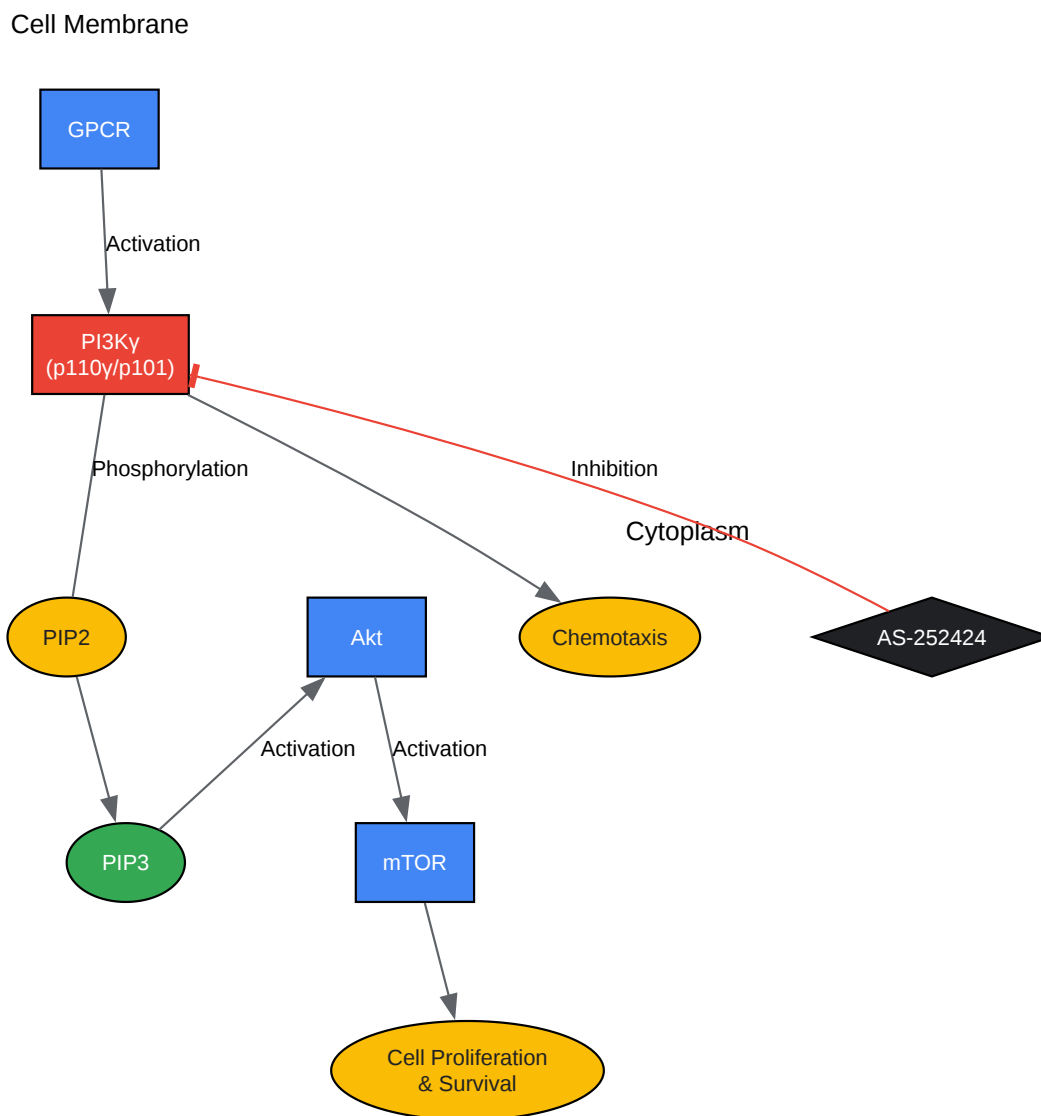 Cell Membrane
GPCR
Activation
PI3Kγ
(p110γ/p101)
Phosphorylation
Inhibition
Cytoplasm
PIP2
Akt
Chemotaxis
AS-252424
Activation
Activation
PIP3
mTOR
Cell Proliferation
& Survival